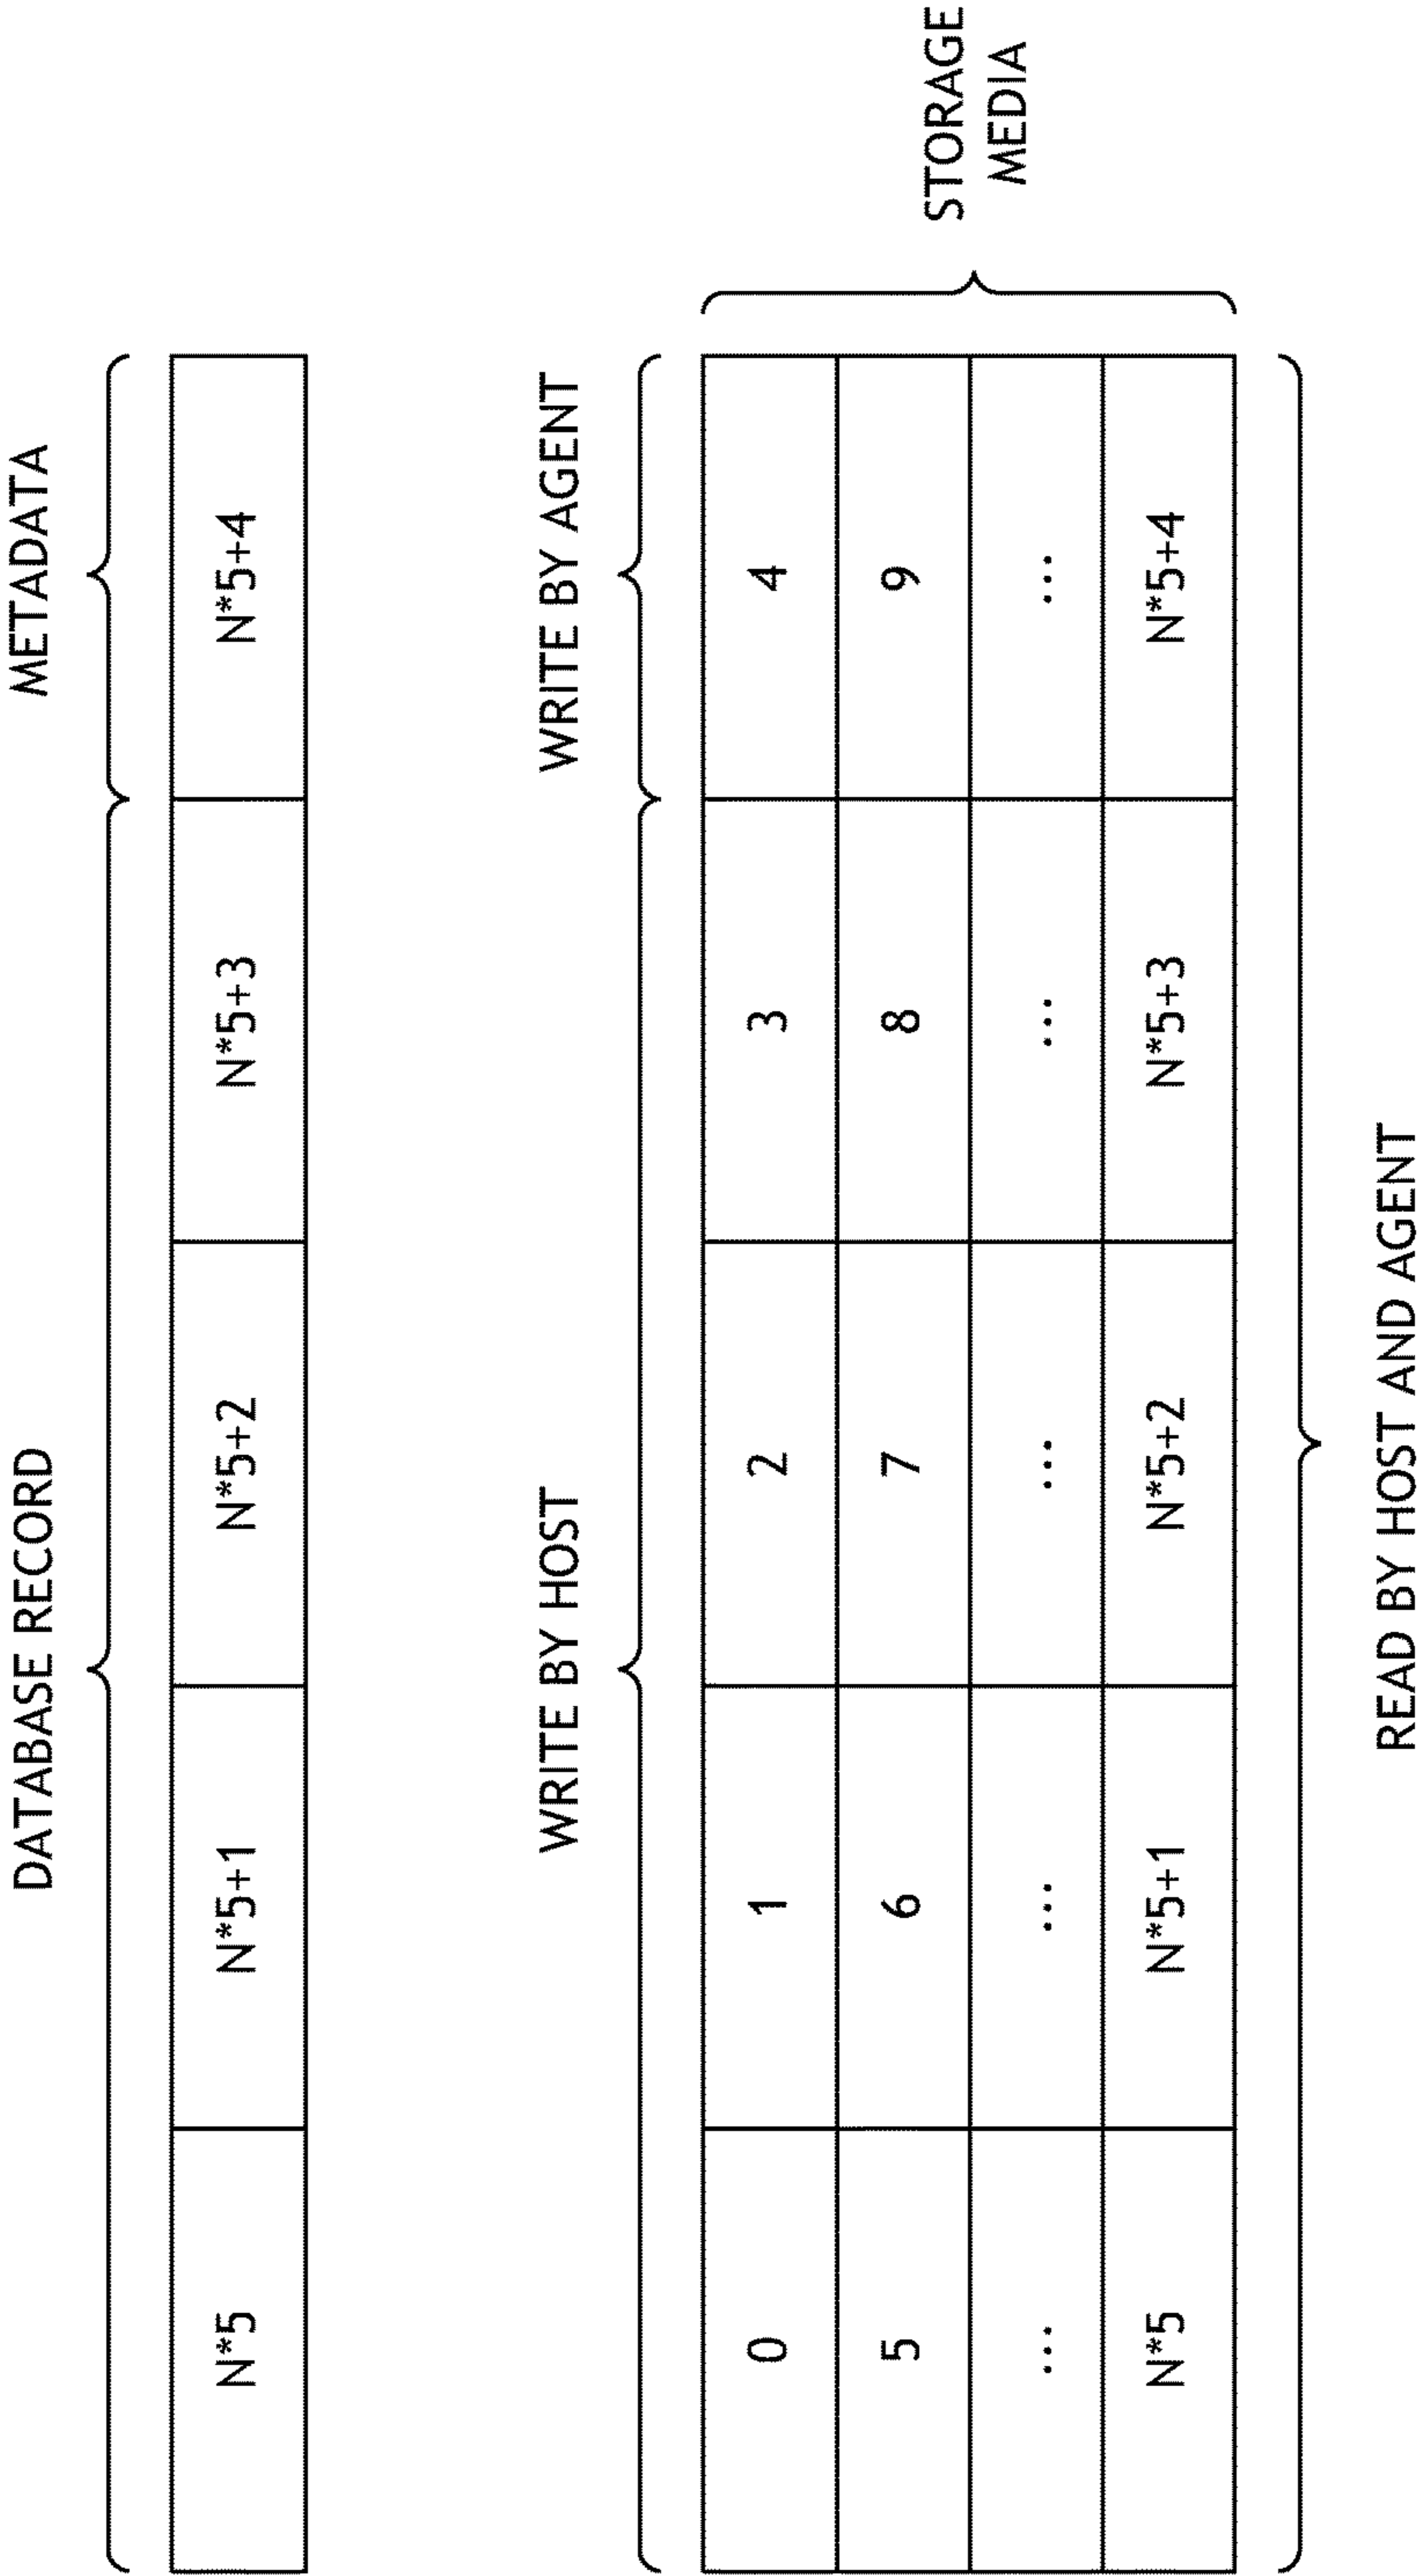 DATABASE RECORD METADATA
N*5 N*5+1 N*5+2 N*5+3 N*5+4
WRITE BY HOST WRITE BY AGENT
0 1 2 3 4
5 6 7 8 9
... ... ... ... ...
N*5 N*5+1 N*5+2 N*5+3 N*5+4
STORAGE
MEDIA
READ BY HOST AND AGENT